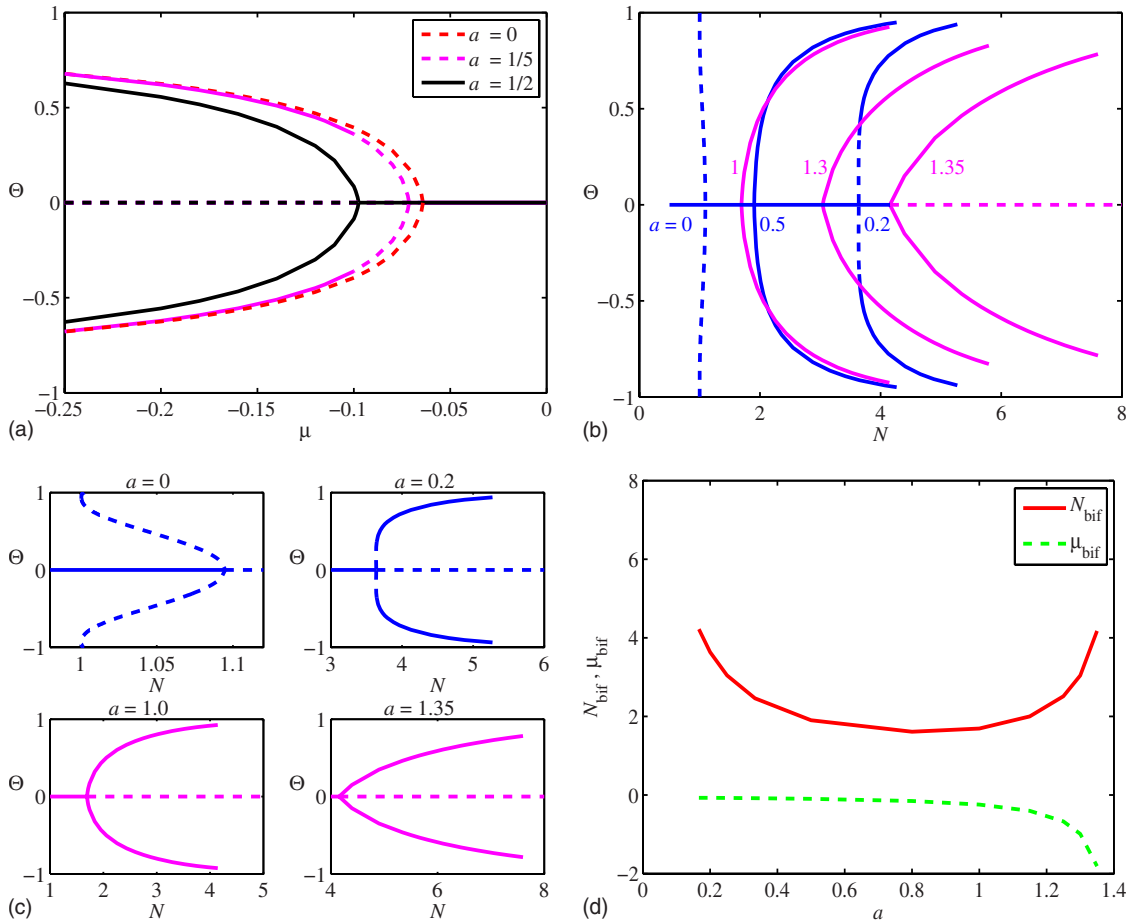 1
0.5
Θ 0
−0.5
−1
−0.25 −0.2 −0.15 −0.1 −0.05 0
(a) μ
a = 0
a = 1/5
a = 1/2
1
0.5
Θ 0
−0.5
−1
1 1.3 1.35
a = 0 0.5 0.2
0 2 4 6 8
(b) N
a = 0
1
Θ 0
−1
1 1.05 1.1
N
a = 0.2
1
Θ 0
−1
3 4 5 6
N
a = 1.0
1
Θ 0
−1
1 2 3 4 5
(c) N
a = 1.35
1
Θ 0
−1
4 6 8
N
8
6
4
2
0
−2
N_bif , μ_bif
N_bif
μ_bif
0 0.2 0.4 0.6 0.8 1 1.2 1.4
(d) a